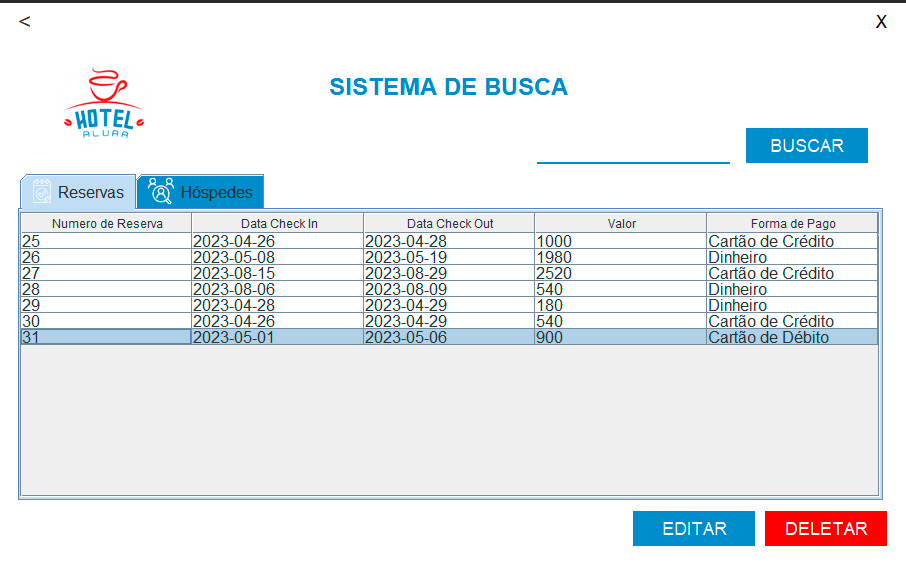 < X
SISTEMA DE BUSCA
HOTEL
ALURA
BUSCAR
Reservas Hóspedes
Numero de Reserva Data Check In Data Check Out Valor Forma de Pago
25 2023-04-26 2023-04-28 1000 Cartão de Crédito
26 2023-05-08 2023-05-19 1980 Dinheiro
27 2023-08-15 2023-08-29 2520 Cartão de Crédito
28 2023-08-06 2023-08-09 540 Dinheiro
29 2023-04-28 2023-04-29 180 Dinheiro
30 2023-04-26 2023-04-29 540 Cartão de Crédito
31 2023-05-01 2023-05-06 900 Cartão de Débito
EDITAR DELETAR